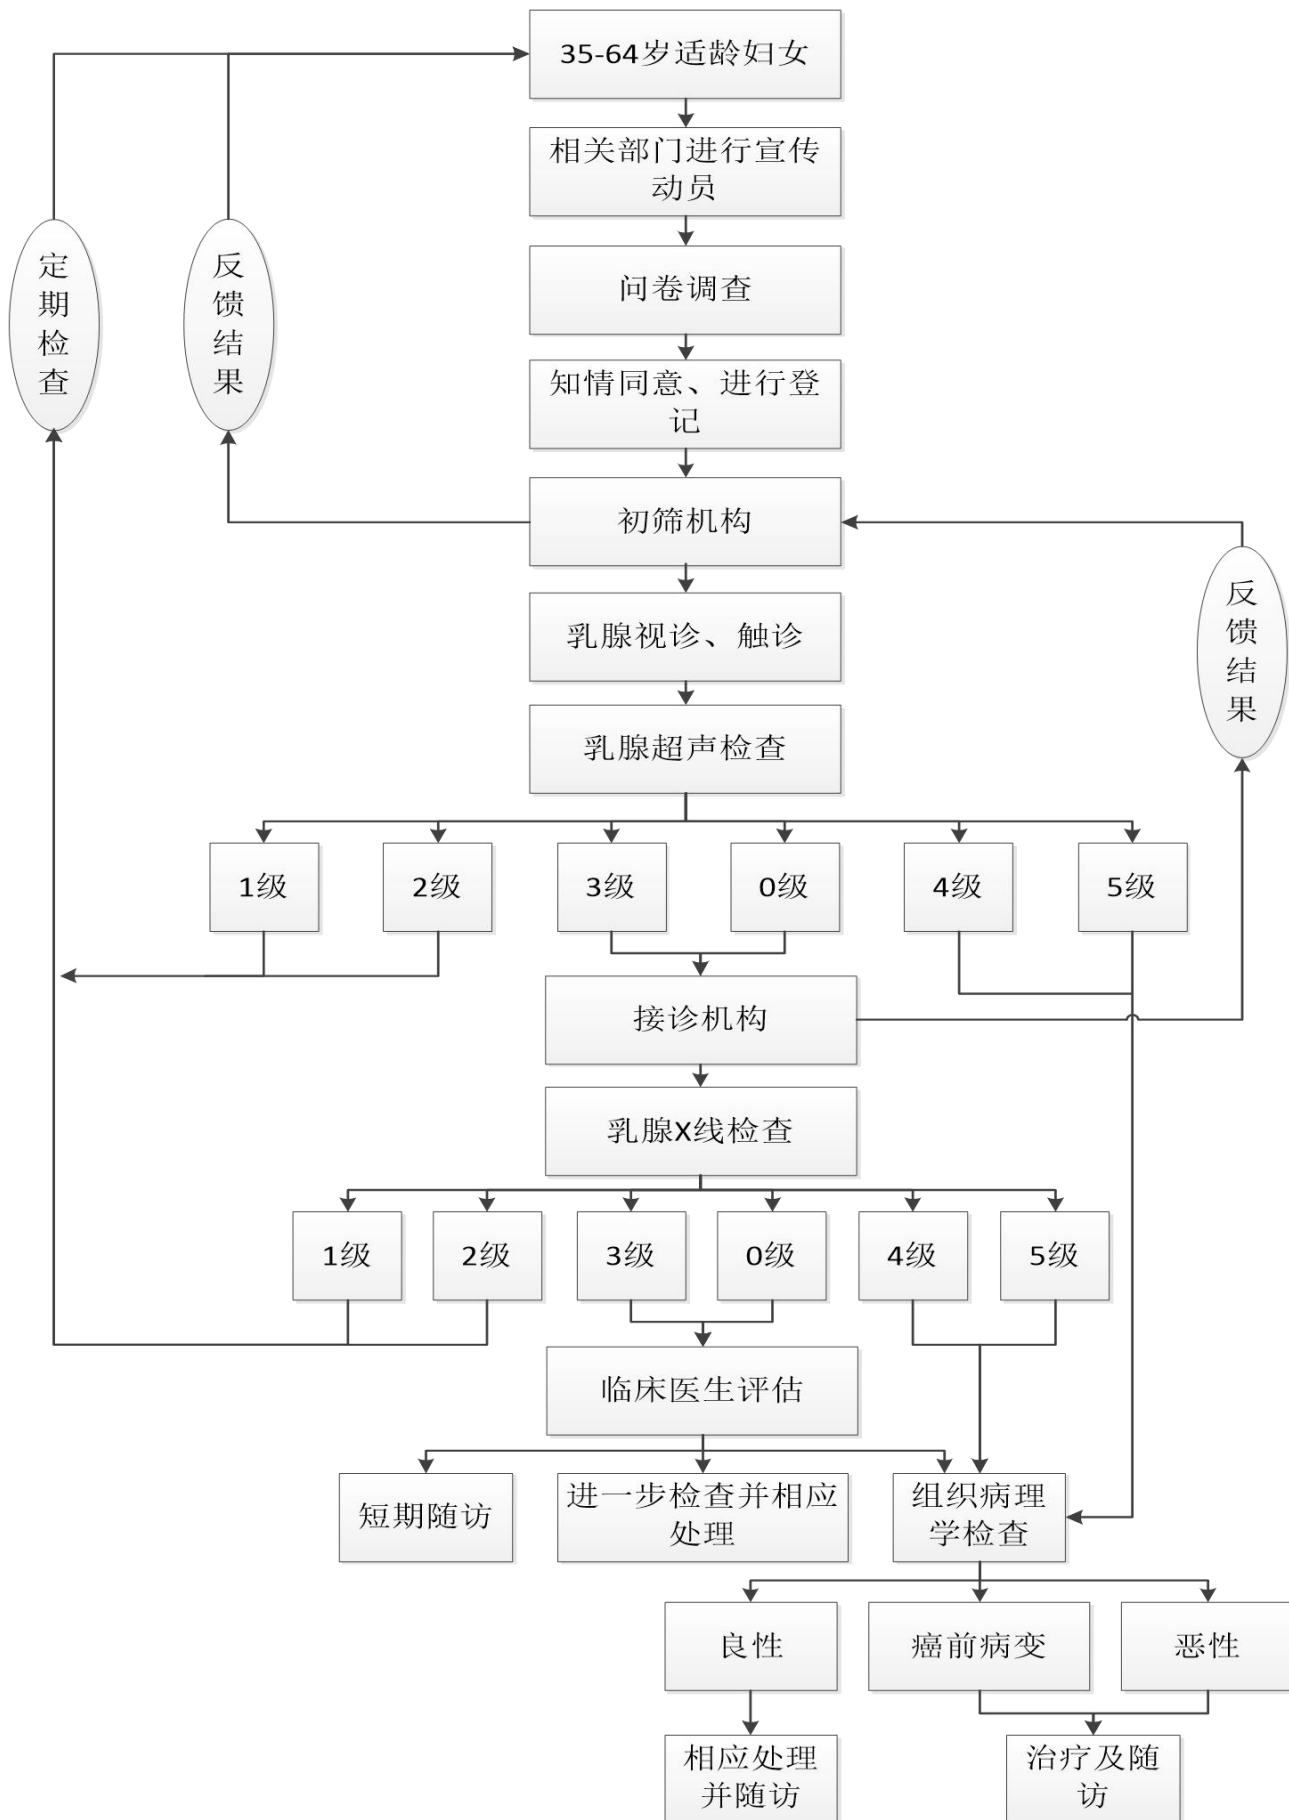 35-64岁适龄妇女
相关部门进行宣传
动员
定期检查
反馈结果
问卷调查
知情同意、进行登
记
初筛机构
反馈结果
乳腺视诊、触诊
乳腺超声检查
1级
2级
3级
0级
4级
5级
接诊机构
乳腺X线检查
1级
2级
3级
0级
4级
5级
临床医生评估
短期随访
进一步检查并相应
处理
组织病理
学检查
良性
癌前病变
恶性
相应处理
并随访
治疗及随
访